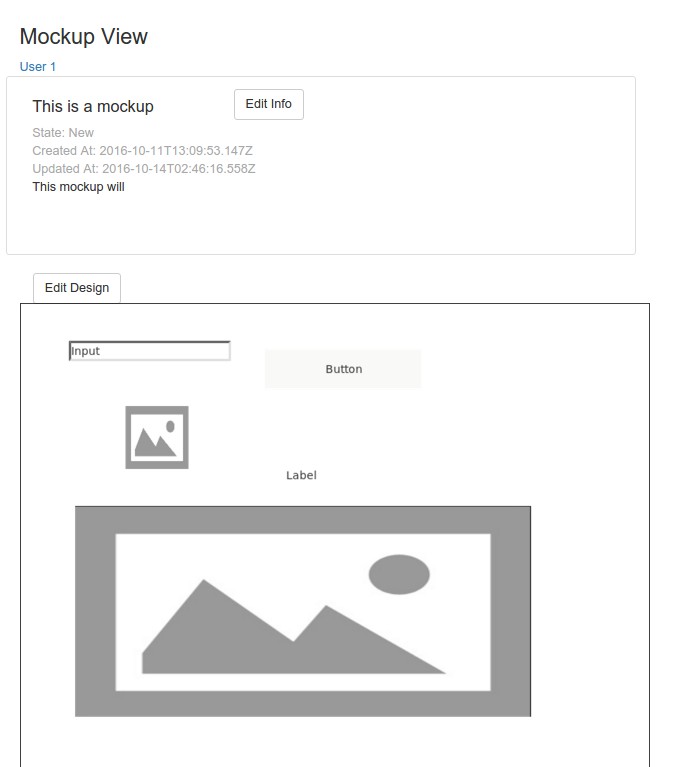 Mockup View
User 1
This is a mockup
Edit Info
State: New
Created At: 2016-10-11T13:09:53.147Z
Updated At: 2016-10-14T02:46:16.558Z
This mockup will
Edit Design
Input
Button
Label